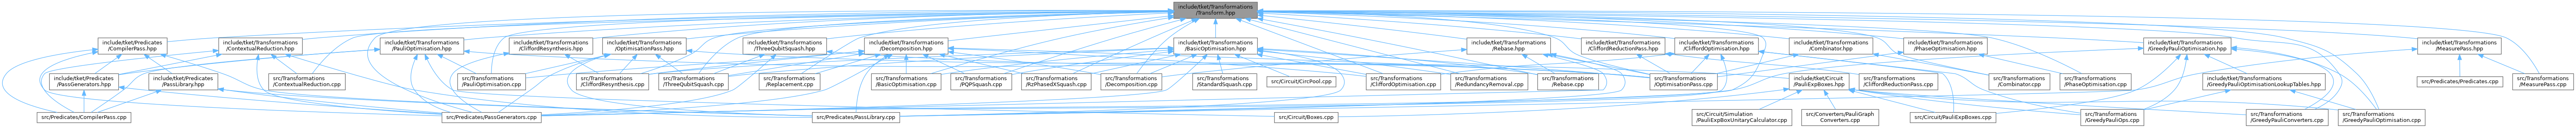 include/tket/Transformations
/Transform.hpp
include/tket/Predicates
/CompilerPass.hpp
include/tket/Transformations
/ContextualReduction.hpp
include/tket/Transformations
/PauliOptimisation.hpp
include/tket/Transformations
/CliffordResynthesis.hpp
include/tket/Transformations
/OptimisationPass.hpp
include/tket/Transformations
/ThreeQubitSquash.hpp
include/tket/Transformations
/Decomposition.hpp
include/tket/Transformations
/BasicOptimisation.hpp
include/tket/Transformations
/Rebase.hpp
include/tket/Transformations
/CliffordReductionPass.hpp
include/tket/Transformations
/CliffordOptimisation.hpp
include/tket/Transformations
/Combinator.hpp
include/tket/Transformations
/PhaseOptimisation.hpp
include/tket/Transformations
/GreedyPauliOptimisation.hpp
include/tket/Transformations
/MeasurePass.hpp
include/tket/Predicates
/PassGenerators.hpp
include/tket/Predicates
/PassLibrary.hpp
src/Transformations
/ContextualReduction.cpp
src/Transformations
/PauliOptimisation.cpp
src/Transformations
/CliffordResynthesis.cpp
src/Transformations
/ThreeQubitSquash.cpp
src/Transformations
/Replacement.cpp
src/Transformations
/BasicOptimisation.cpp
src/Transformations
/PQPSquash.cpp
src/Transformations
/RzPhasedXSquash.cpp
src/Transformations
/Decomposition.cpp
src/Transformations
/StandardSquash.cpp
src/Circuit/CircPool.cpp
src/Transformations
/CliffordOptimisation.cpp
src/Transformations
/RedundancyRemoval.cpp
src/Transformations
/Rebase.cpp
src/Transformations
/OptimisationPass.cpp
include/tket/Circuit
/PauliExpBoxes.hpp
src/Transformations
/CliffordReductionPass.cpp
src/Transformations
/Combinator.cpp
src/Transformations
/PhaseOptimisation.cpp
include/tket/Transformations
/GreedyPauliOptimisationLookupTables.hpp
src/Predicates/Predicates.cpp
src/Transformations
/MeasurePass.cpp
src/Predicates/CompilerPass.cpp
src/Predicates/PassGenerators.cpp
src/Predicates/PassLibrary.cpp
src/Circuit/Boxes.cpp
src/Circuit/Simulation
/PauliExpBoxUnitaryCalculator.cpp
src/Converters/PauliGraph
Converters.cpp
src/Circuit/PauliExpBoxes.cpp
src/Transformations
/GreedyPauliOps.cpp
src/Transformations
/GreedyPauliConverters.cpp
src/Transformations
/GreedyPauliOptimisation.cpp